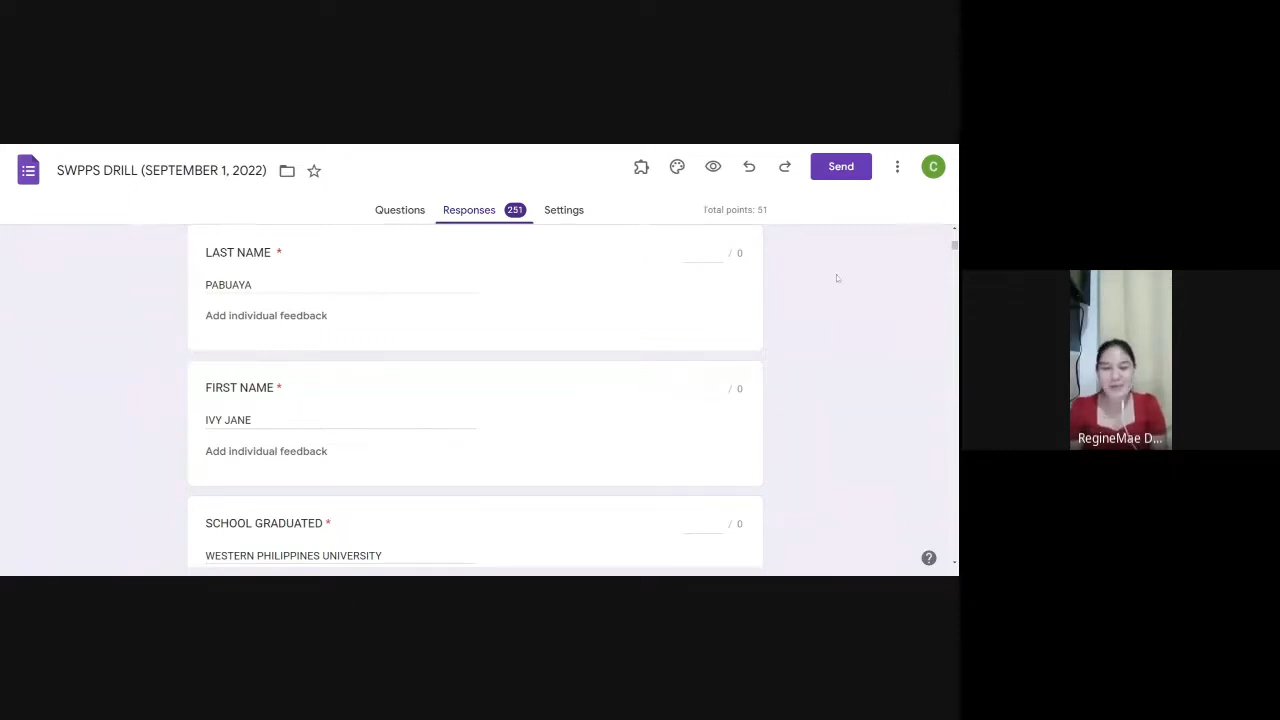 SWPPS DRILL (SEPTEMBER 1, 2022)
Send
C
Questions
Responses 251
Settings
Total points: 51
LAST NAME *
/ 0
PABUAYA
Add individual feedback
FIRST NAME *
/ 0
IVY JANE
Add individual feedback
SCHOOL GRADUATED *
/ 0
WESTERN PHILIPPINES UNIVERSITY
RegineMae D...